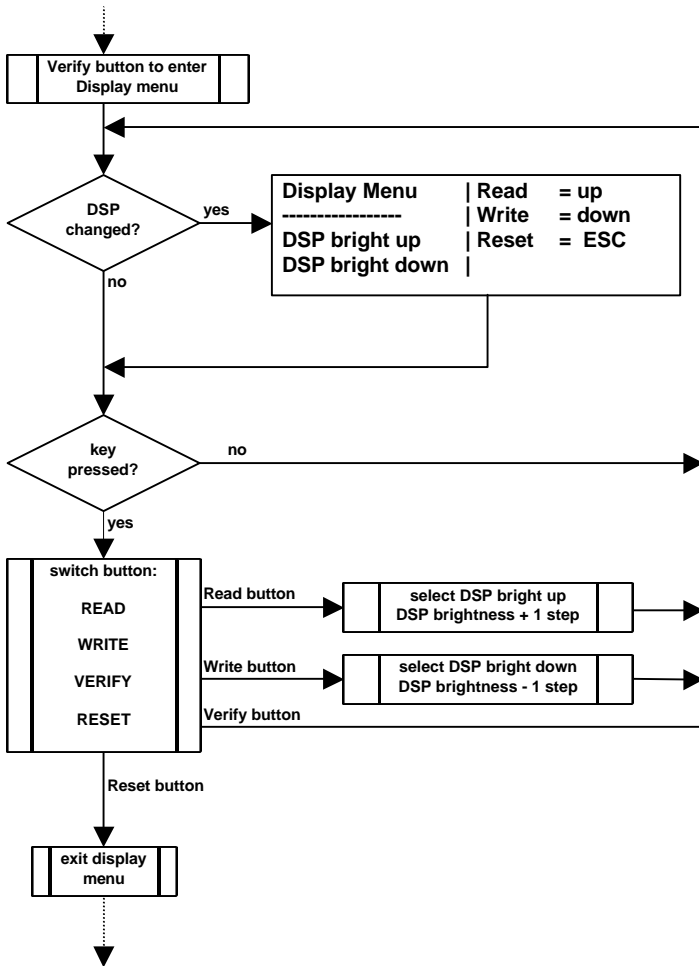 Verify button to enter
Display menu
DSP
changed?
yes
no
Display Menu | Read = up
----------------- | Write = down
DSP bright up | Reset = ESC
DSP bright down |
key
pressed?
no
yes
switch button:
READ
WRITE
VERIFY
RESET
Read button
select DSP bright up
DSP brightness + 1 step
Write button
select DSP bright down
DSP brightness - 1 step
Verify button
Reset button
exit display
menu